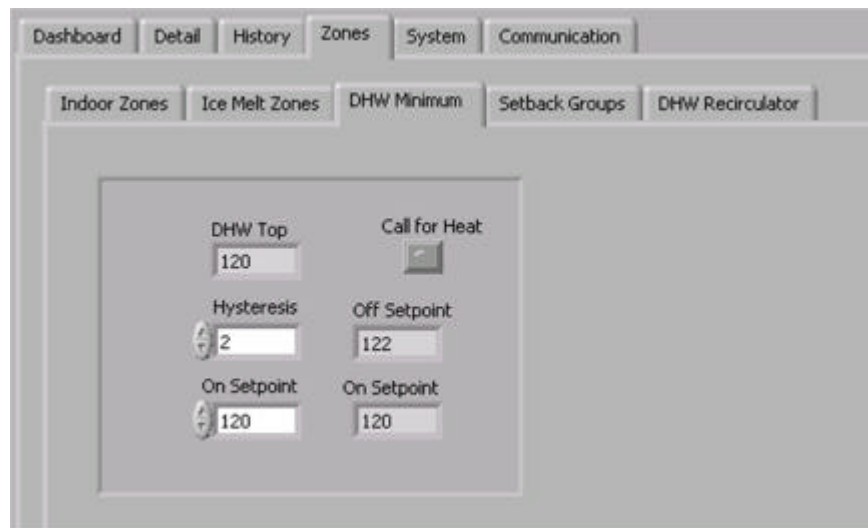 Dashboard Detail History Zones System Communication
Indoor Zones Ice Melt Zones DHW Minimum Setback Groups DHW Recirculator
DHW Top Call for Heat
120
Hysteresis Off Setpoint
2 122
On Setpoint On Setpoint
120 120